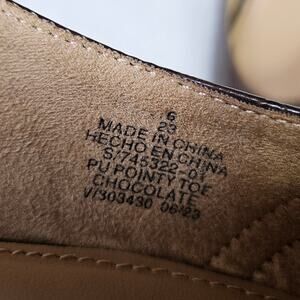 6
23
MADE IN CHINA
HECHO EN CHINA
S/745322-01
PU POINTY TOE
CHOCOLATE
V/303430 06/23